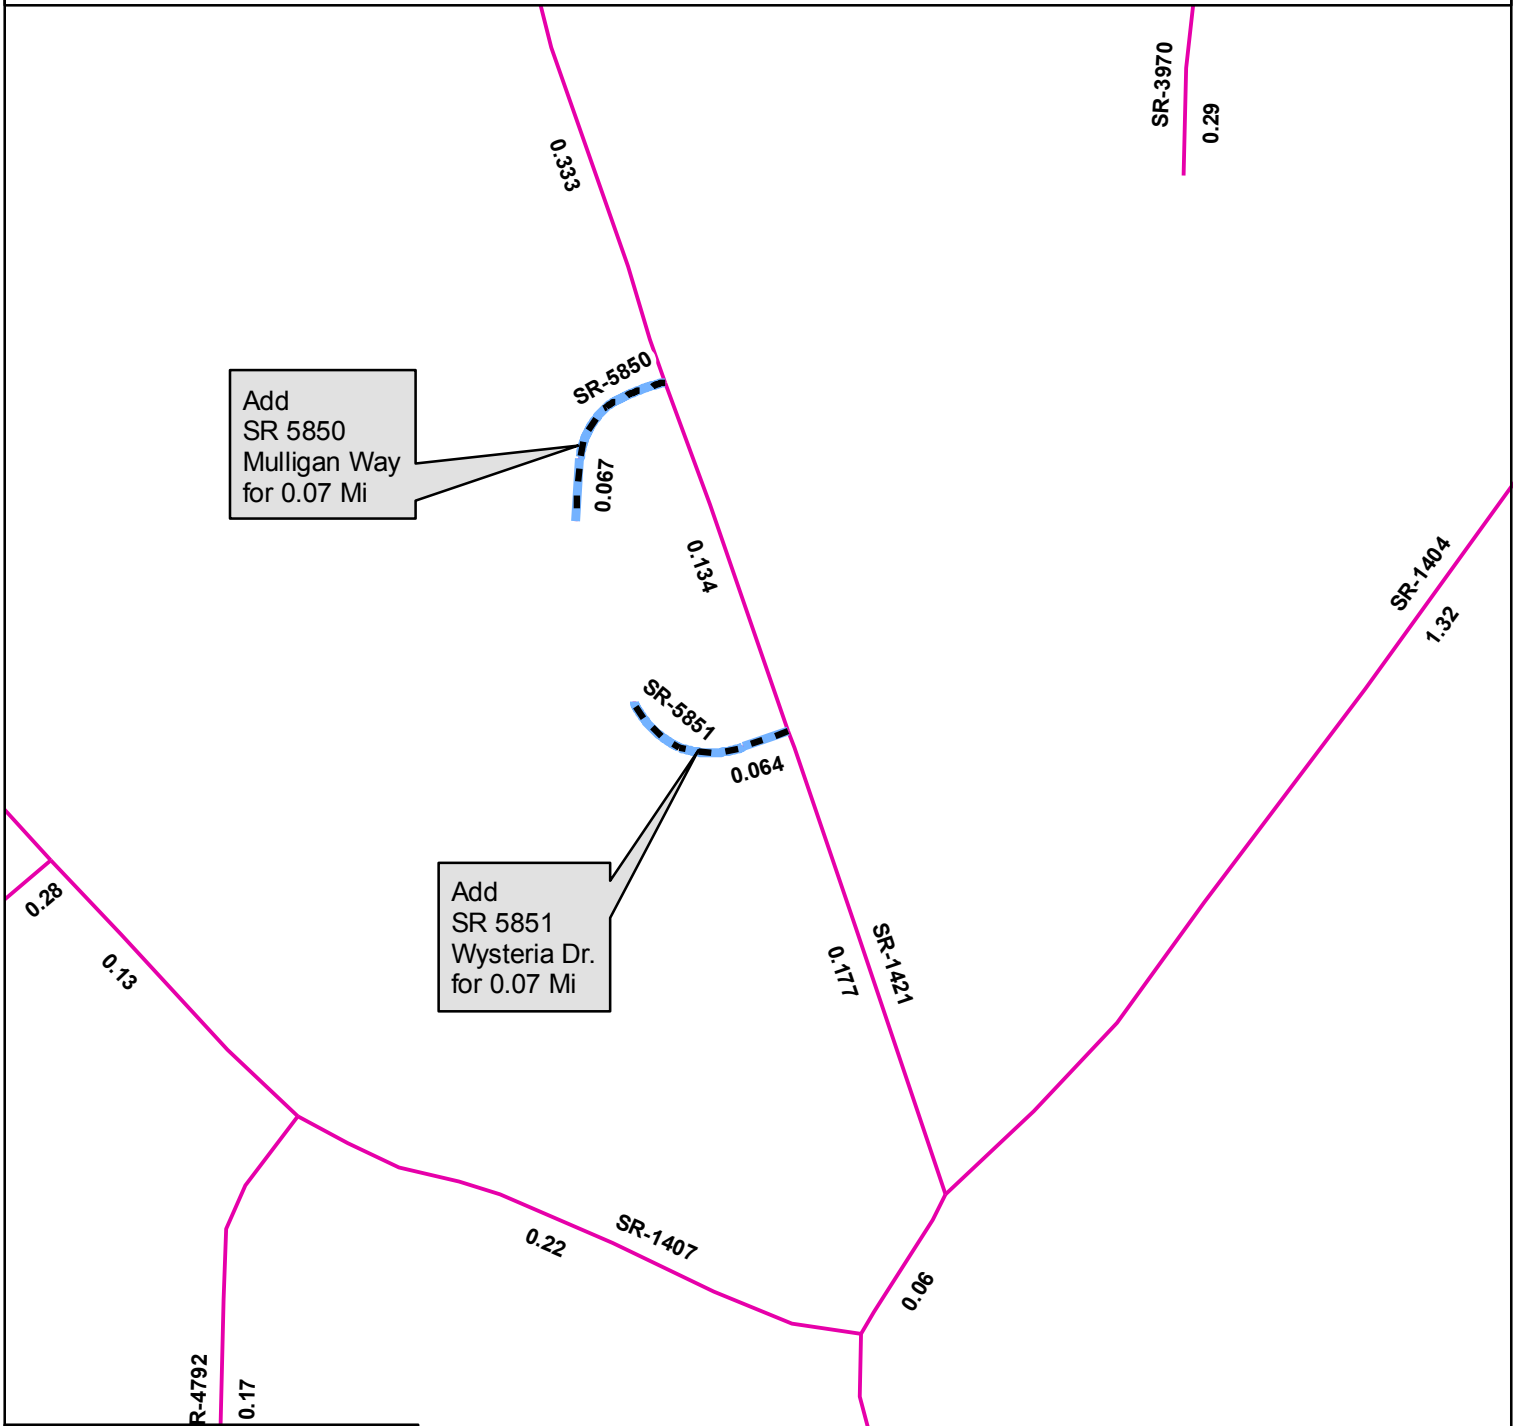 SR-3970
0.29
0.333
SR-5850
Add
SR 5850
Mulligan Way
for 0.07 Mi
0.067
0.134
SR-1404
1.32
SR-5851
0.064
Add
SR 5851
Wysteria Dr.
for 0.07 Mi
0.28
0.13
SR-1421
0.177
SR-1407
0.22
0.06
R-4792
0.17